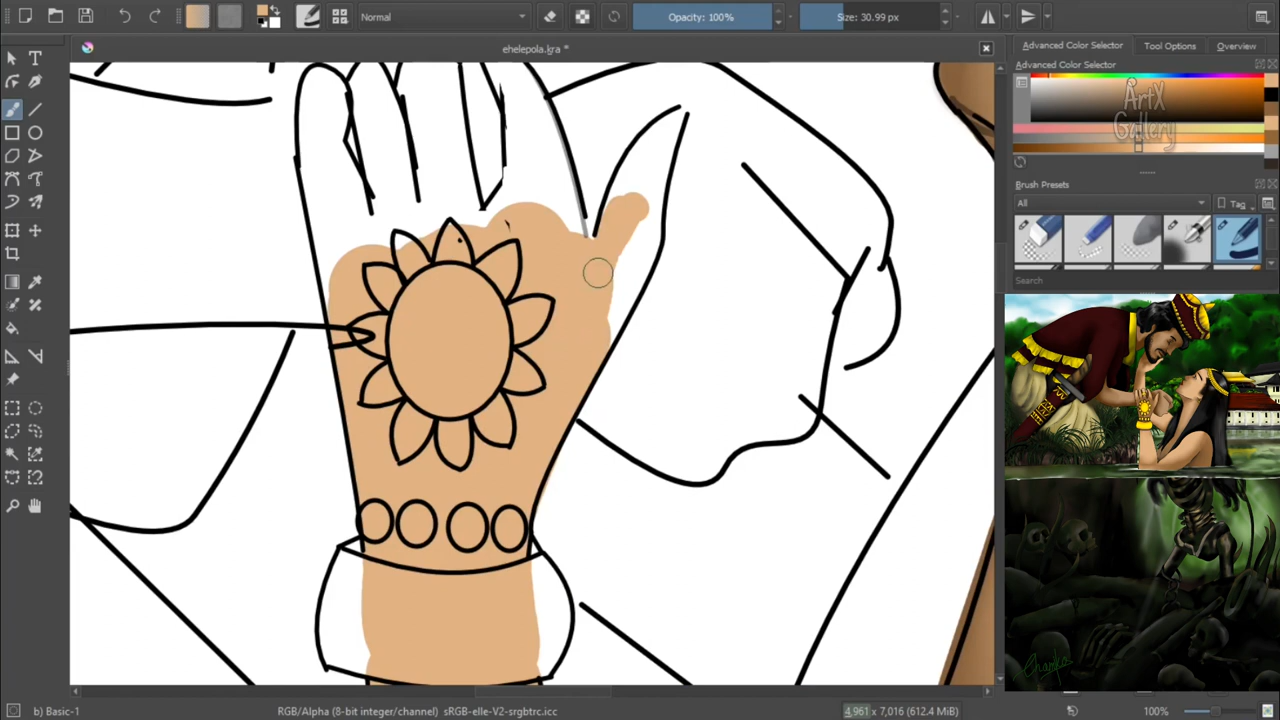 Normal
Opacity: 100%
Size: 30.99 px
ehelepola.kra *
Advanced Color Selector
Tool Options
Overview
Advanced Color Selector
ArtX
Gallery
Brush Presets
All
Tag
Search
b) Basic-1
RGB/Alpha (8-bit integer/channel) sRGB-elle-V2-srgbtrc.icc
4,961 x 7,016 (612.4 MiB)
100%